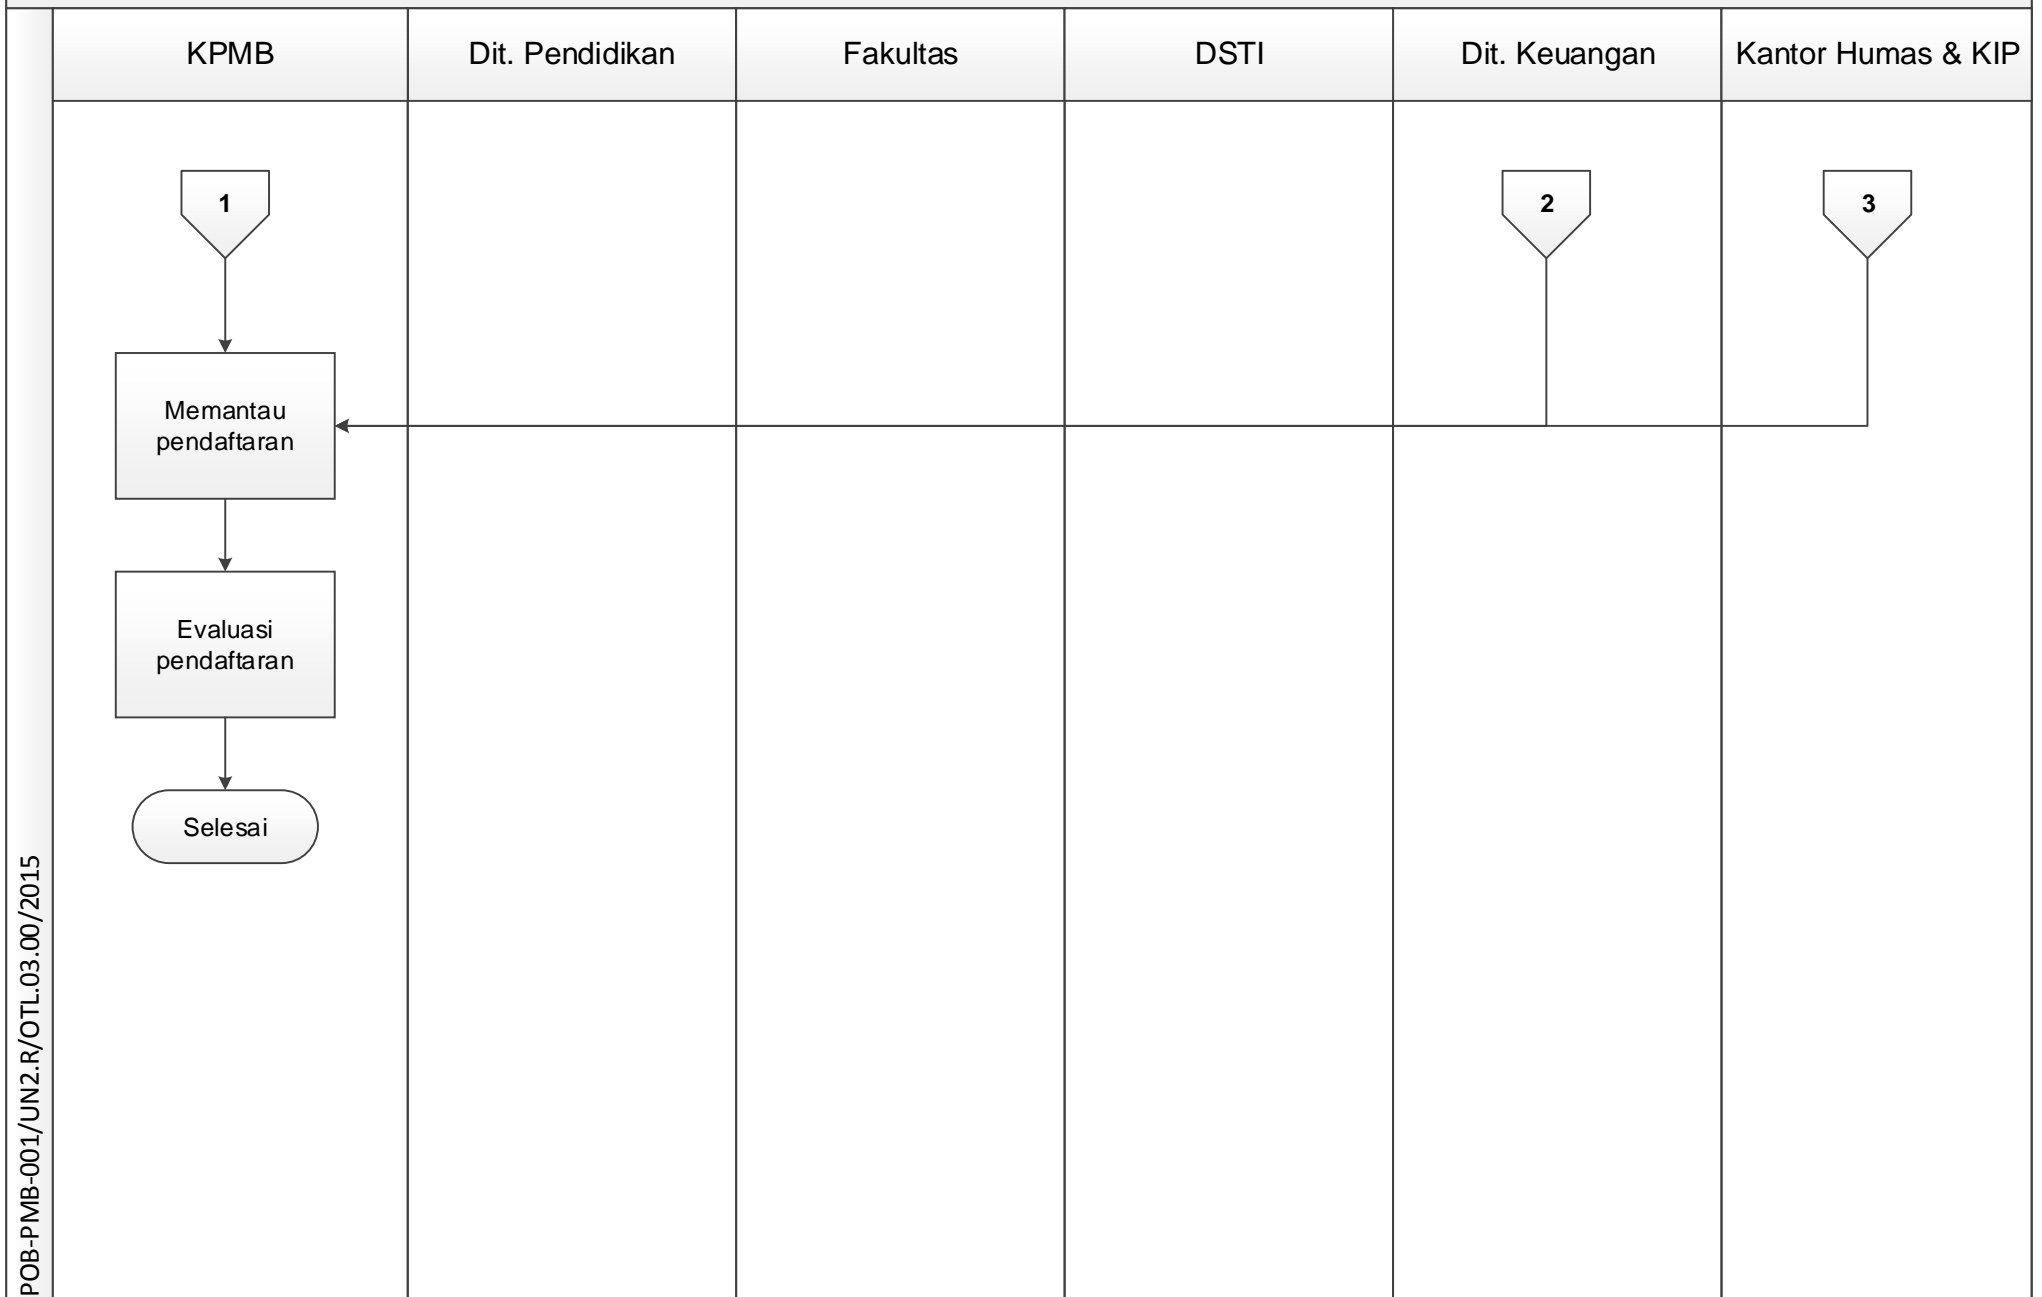 KPMB
Dit. Pendidikan
Fakultas
DSTI
Dit. Keuangan
Kantor Humas & KIP
1
2
3
Memantau
pendaftaran
Evaluasi
pendaftaran
Selesai
POB-PMB-001/UN2.R/OTL.03.00/2015